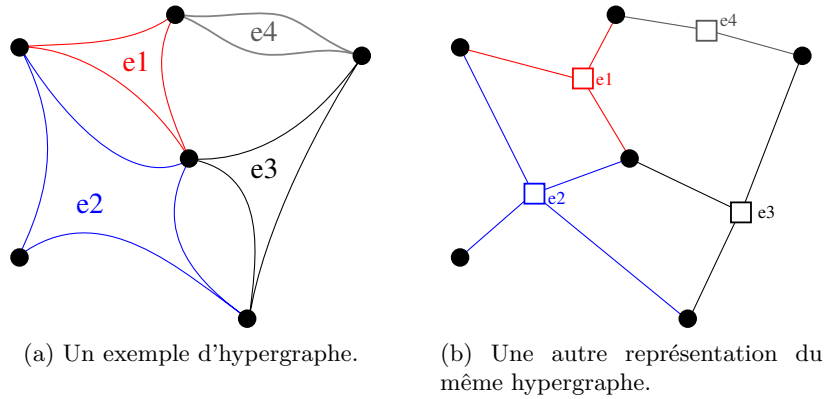 e1
e2
e3
e4
(a) Un exemple d'hypergraphe.
e1
e2
e3
e4
(b) Une autre représentation du
même hypergraphe.